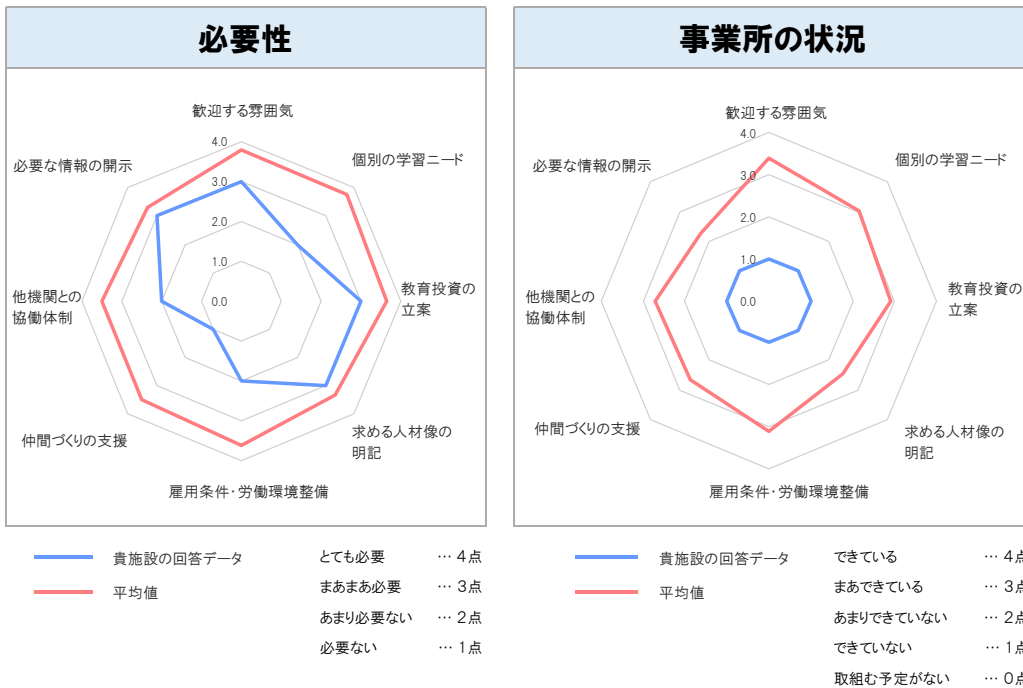 必要性
歓迎する雰囲気
個別の学習ニード
教育投資の
立案
求める人材像の
明記
雇用条件・労働環境整備
仲間づくりの支援
他機関との
協働体制
必要な情報の開示
4.0
3.0
2.0
1.0
0.0
貴施設の回答データ
平均値
とても必要 … 4点
まあまあ必要 … 3点
あまり必要ない … 2点
必要ない … 1点
事業所の状況
歓迎する雰囲気
個別の学習ニード
教育投資の
立案
求める人材像の
明記
雇用条件・労働環境整備
仲間づくりの支援
他機関との
協働体制
必要な情報の開示
4.0
3.0
2.0
1.0
0.0
貴施設の回答データ
平均値
できている … 4点
まあできている … 3点
あまりできていない … 2点
できていない … 1点
取組む予定がない … 0点